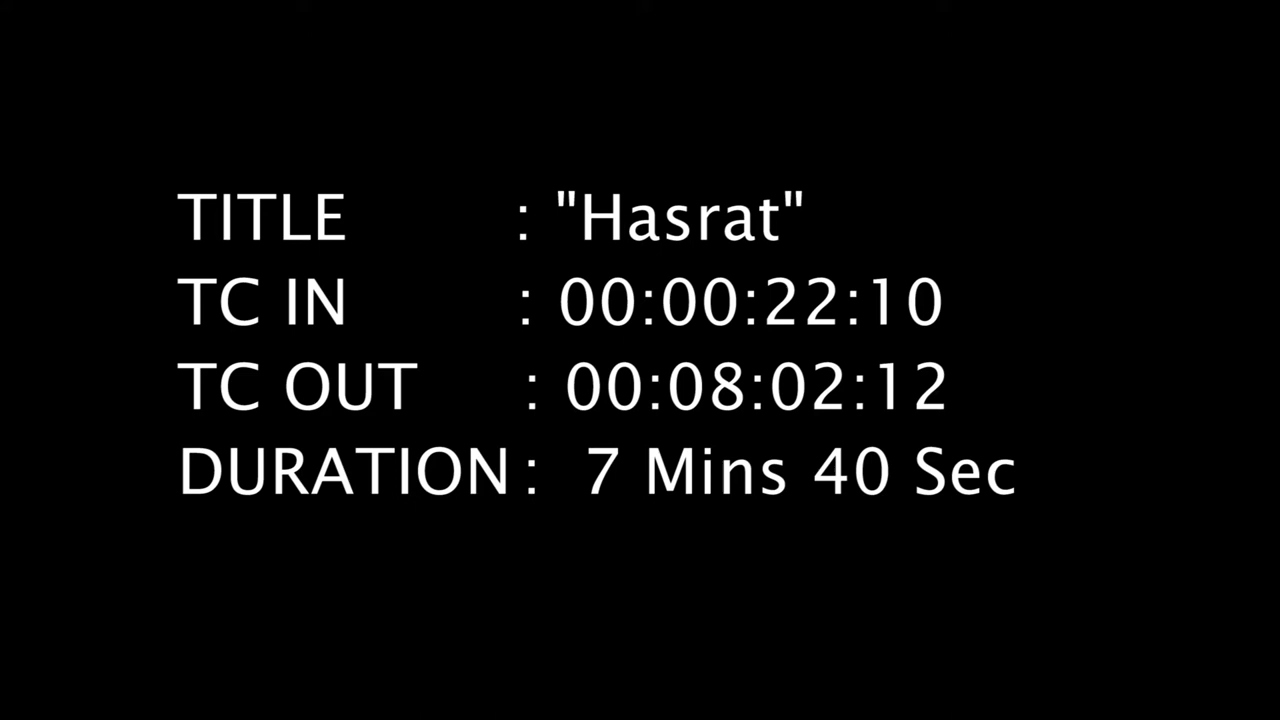 TITLE : "Hasrat"
TC IN : 00:00:22:10
TC OUT : 00:08:02:12
DURATION : 7 Mins 40 Sec